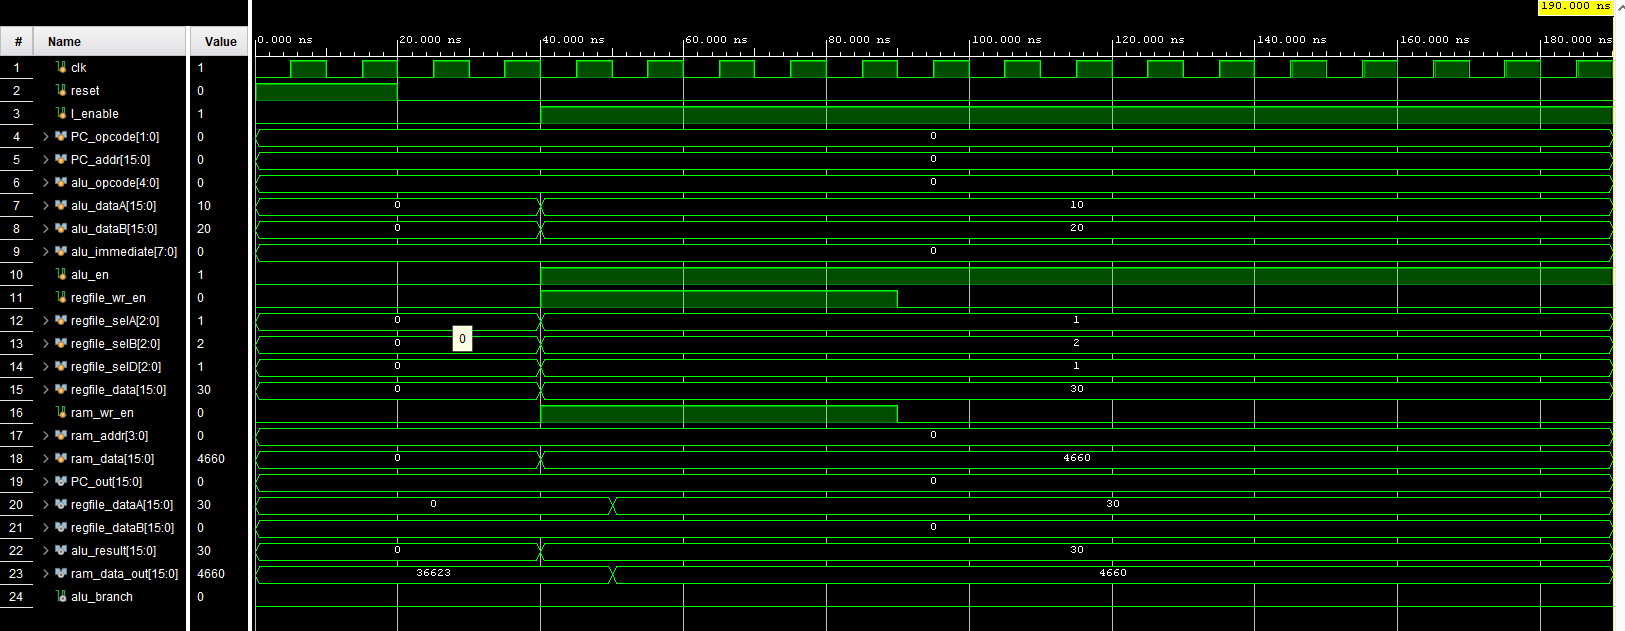 190.000 ns
# Name Value 0.000 ns 20.000 ns 40.000 ns 60.000 ns 80.000 ns 100.000 ns 120.000 ns 140.000 ns 160.000 ns 180.000 ns
1 clk 1
2 reset 0
3 I_enable 1
4 PC_opcode[1:0] 0 0
5 PC_addr[15:0] 0 0
6 alu_opcode[4:0] 0 0
7 alu_dataA[15:0] 10 0 10
8 alu_dataB[15:0] 20 0 20
9 alu_immediate[7:0] 0 0
10 alu_en 1
11 regfile_wr_en 0
12 regfile_selA[2:0] 1 0 1
13 regfile_selB[2:0] 2 0 0 2
14 regfile_selD[2:0] 1 0 1
15 regfile_data[15:0] 30 0 30
16 ram_wr_en 0
17 ram_addr[3:0] 0 0
18 ram_data[15:0] 4660 0 4660
19 PC_out[15:0] 0 0
20 regfile_dataA[15:0] 30 0 30
21 regfile_dataB[15:0] 0 0
22 alu_result[15:0] 30 0 30
23 ram_data_out[15:0] 4660 36623 4660
24 alu_branch 0